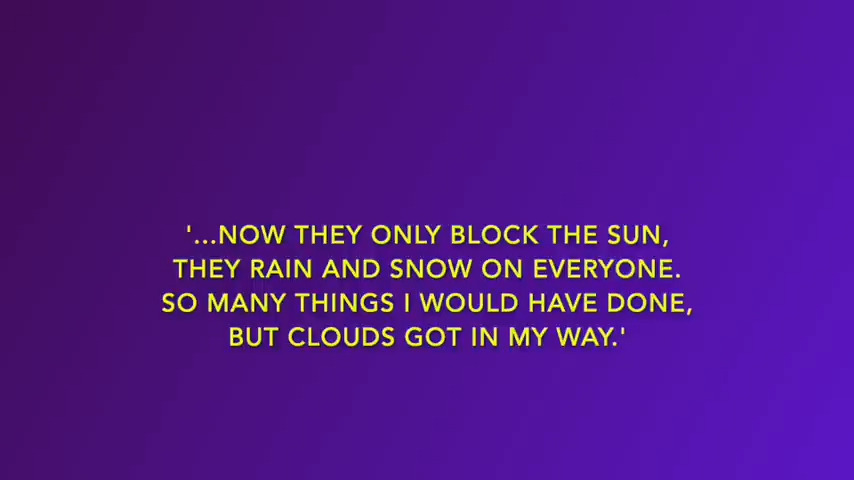 '...NOW THEY ONLY BLOCK THE SUN,
THEY RAIN AND SNOW ON EVERYONE.
SO MANY THINGS I WOULD HAVE DONE,
BUT CLOUDS GOT IN MY WAY.'